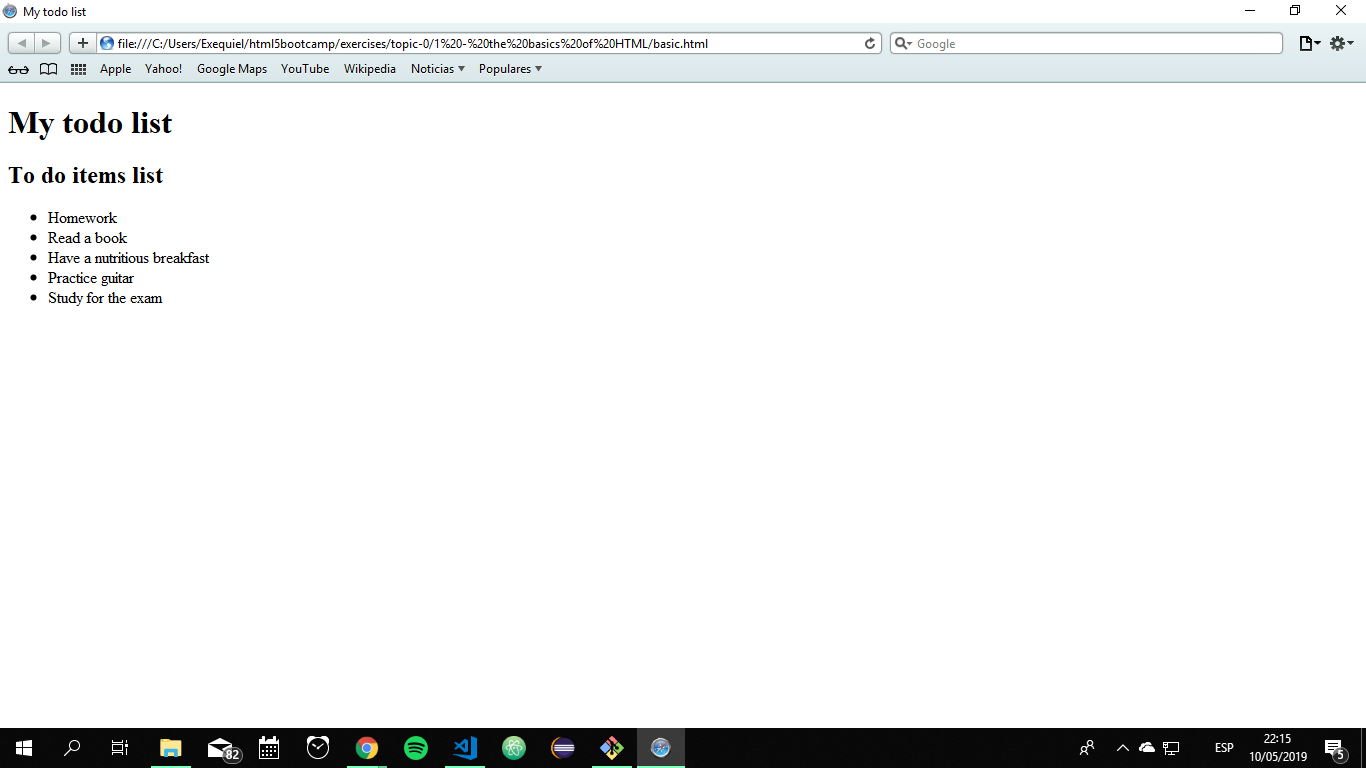 My todo list
file:///C:/Users/Exequiel/html5bootcamp/exercises/topic-0/1%20-%20the%20basics%20of%20HTML/basic.html
Google
Apple Yahoo! Google Maps YouTube Wikipedia Noticias Populares
My todo list
To do items list
Homework
Read a book
Have a nutritious breakfast
Practice guitar
Study for the exam
82
ESP
22:15
10/05/2019
5